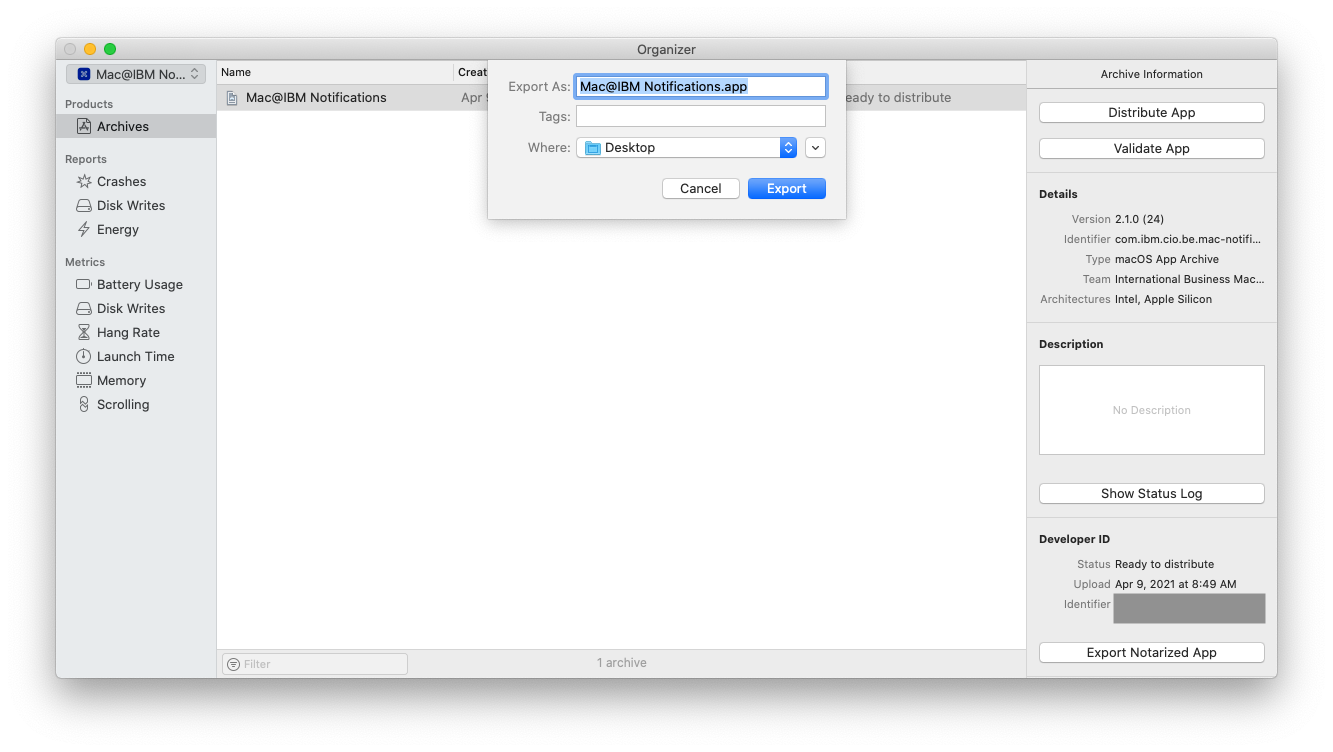 Organizer
Mac@IBM No...
Products
Archives
Reports
Crashes
Disk Writes
Energy
Metrics
Battery Usage
Disk Writes
Hang Rate
Launch Time
Memory
Scrolling
Name
Creat
Mac@IBM Notifications
Apr 9
eady to distribute
Export As: Mac@IBM Notifications.app
Tags:
Where: Desktop
Cancel
Export
Filter
1 archive
Archive Information
Distribute App
Validate App
Details
Version 2.1.0 (24)
Identifier com.ibm.cio.be.mac-notifi...
Type macOS App Archive
Team International Business Mac...
Architectures Intel, Apple Silicon
Description
No Description
Show Status Log
Developer ID
Status Ready to distribute
Upload Apr 9, 2021 at 8:49 AM
Identifier
Export Notarized App